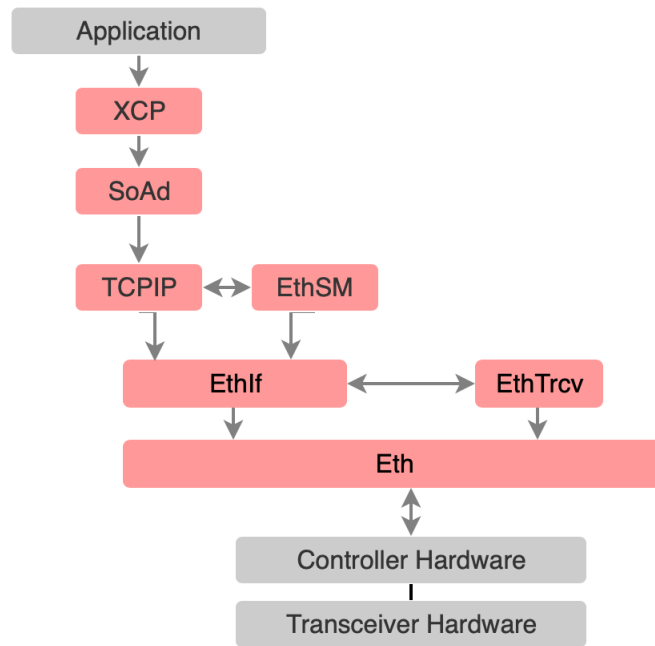 Application
XCP
SoAd
TCPIP
EthSM
EthIf
EthTrcv
Eth
Controller Hardware
Transceiver Hardware